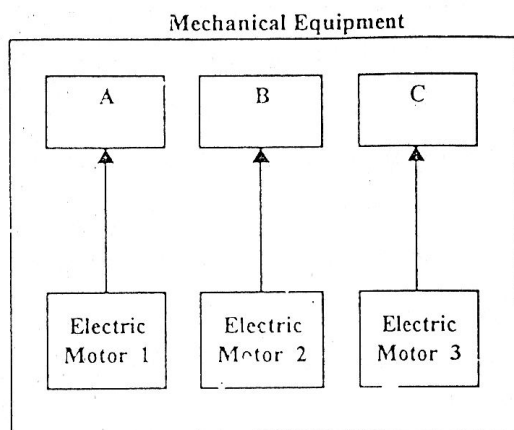 Mechanical Equipment
A
B
C
Electric
Motor 1
Electric
Motor 2
Electric
Motor 3